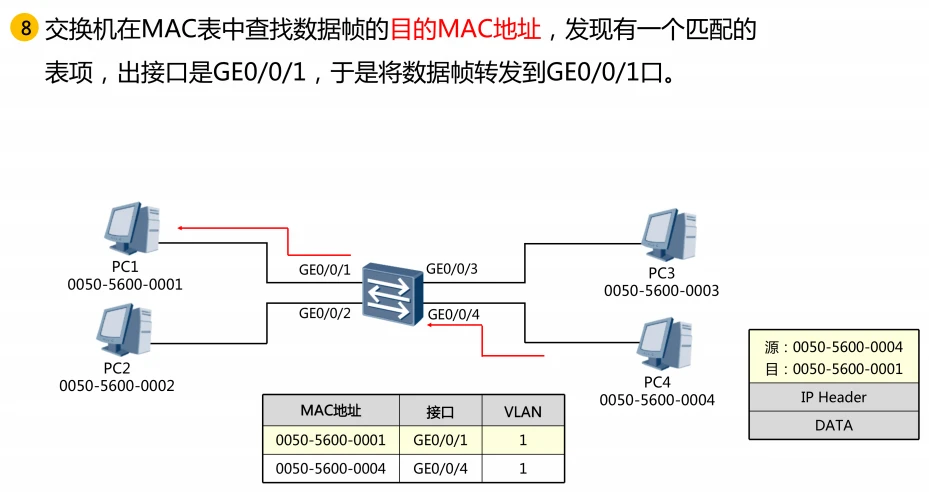 8 交换机在MAC表中查找数据帧的目的MAC地址，发现有一个匹配的
表项，出接口是GE0/0/1，于是将数据帧转发到GE0/0/1口。
PC1
0050-5600-0001
GE0/0/1
GE0/0/3
PC3
0050-5600-0003
GE0/0/2
GE0/0/4
PC2
0050-5600-0002
PC4
0050-5600-0004
源：0050-5600-0004
目：0050-5600-0001
IP Header
DATA
MAC地址 接口 VLAN
0050-5600-0001 GE0/0/1 1
0050-5600-0004 GE0/0/4 1